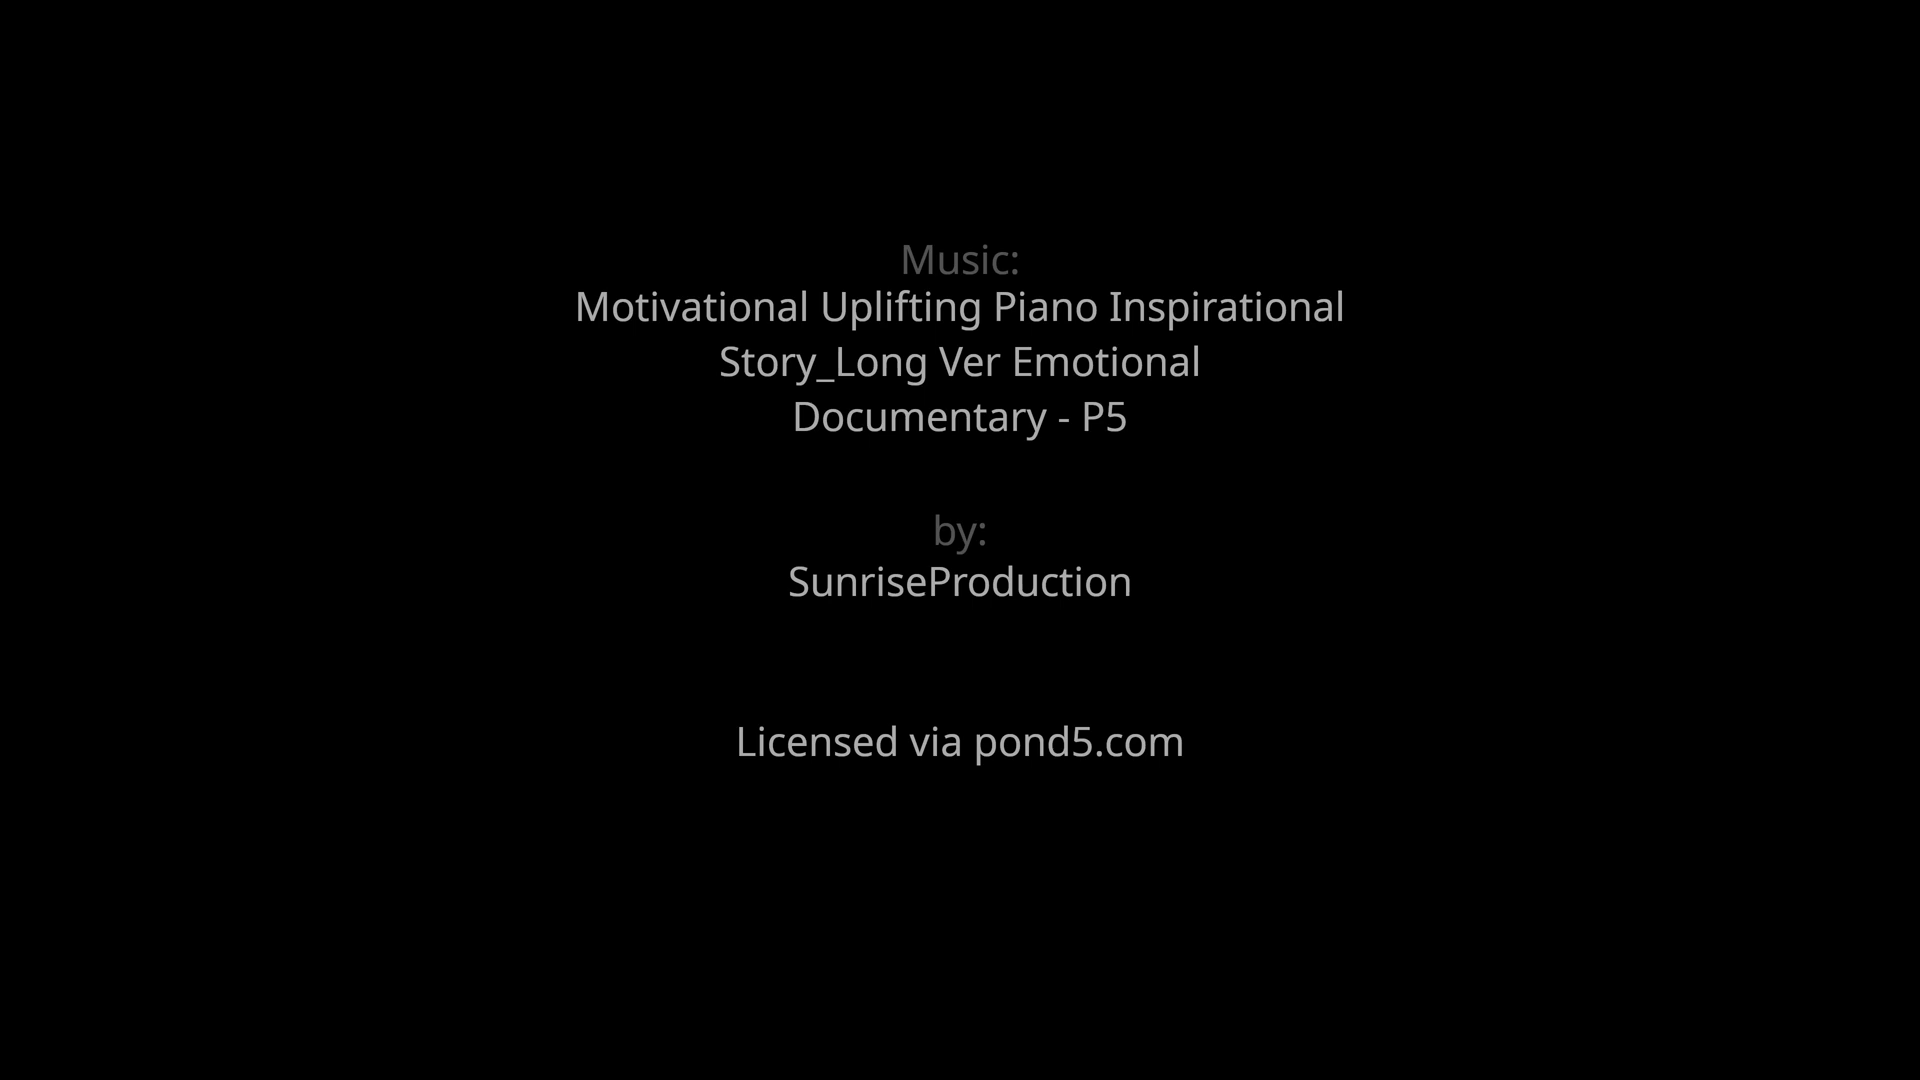 Music:
Motivational Uplifting Piano Inspirational
Story_Long Ver Emotional
Documentary - P5
by:
SunriseProduction
Licensed via pond5.com